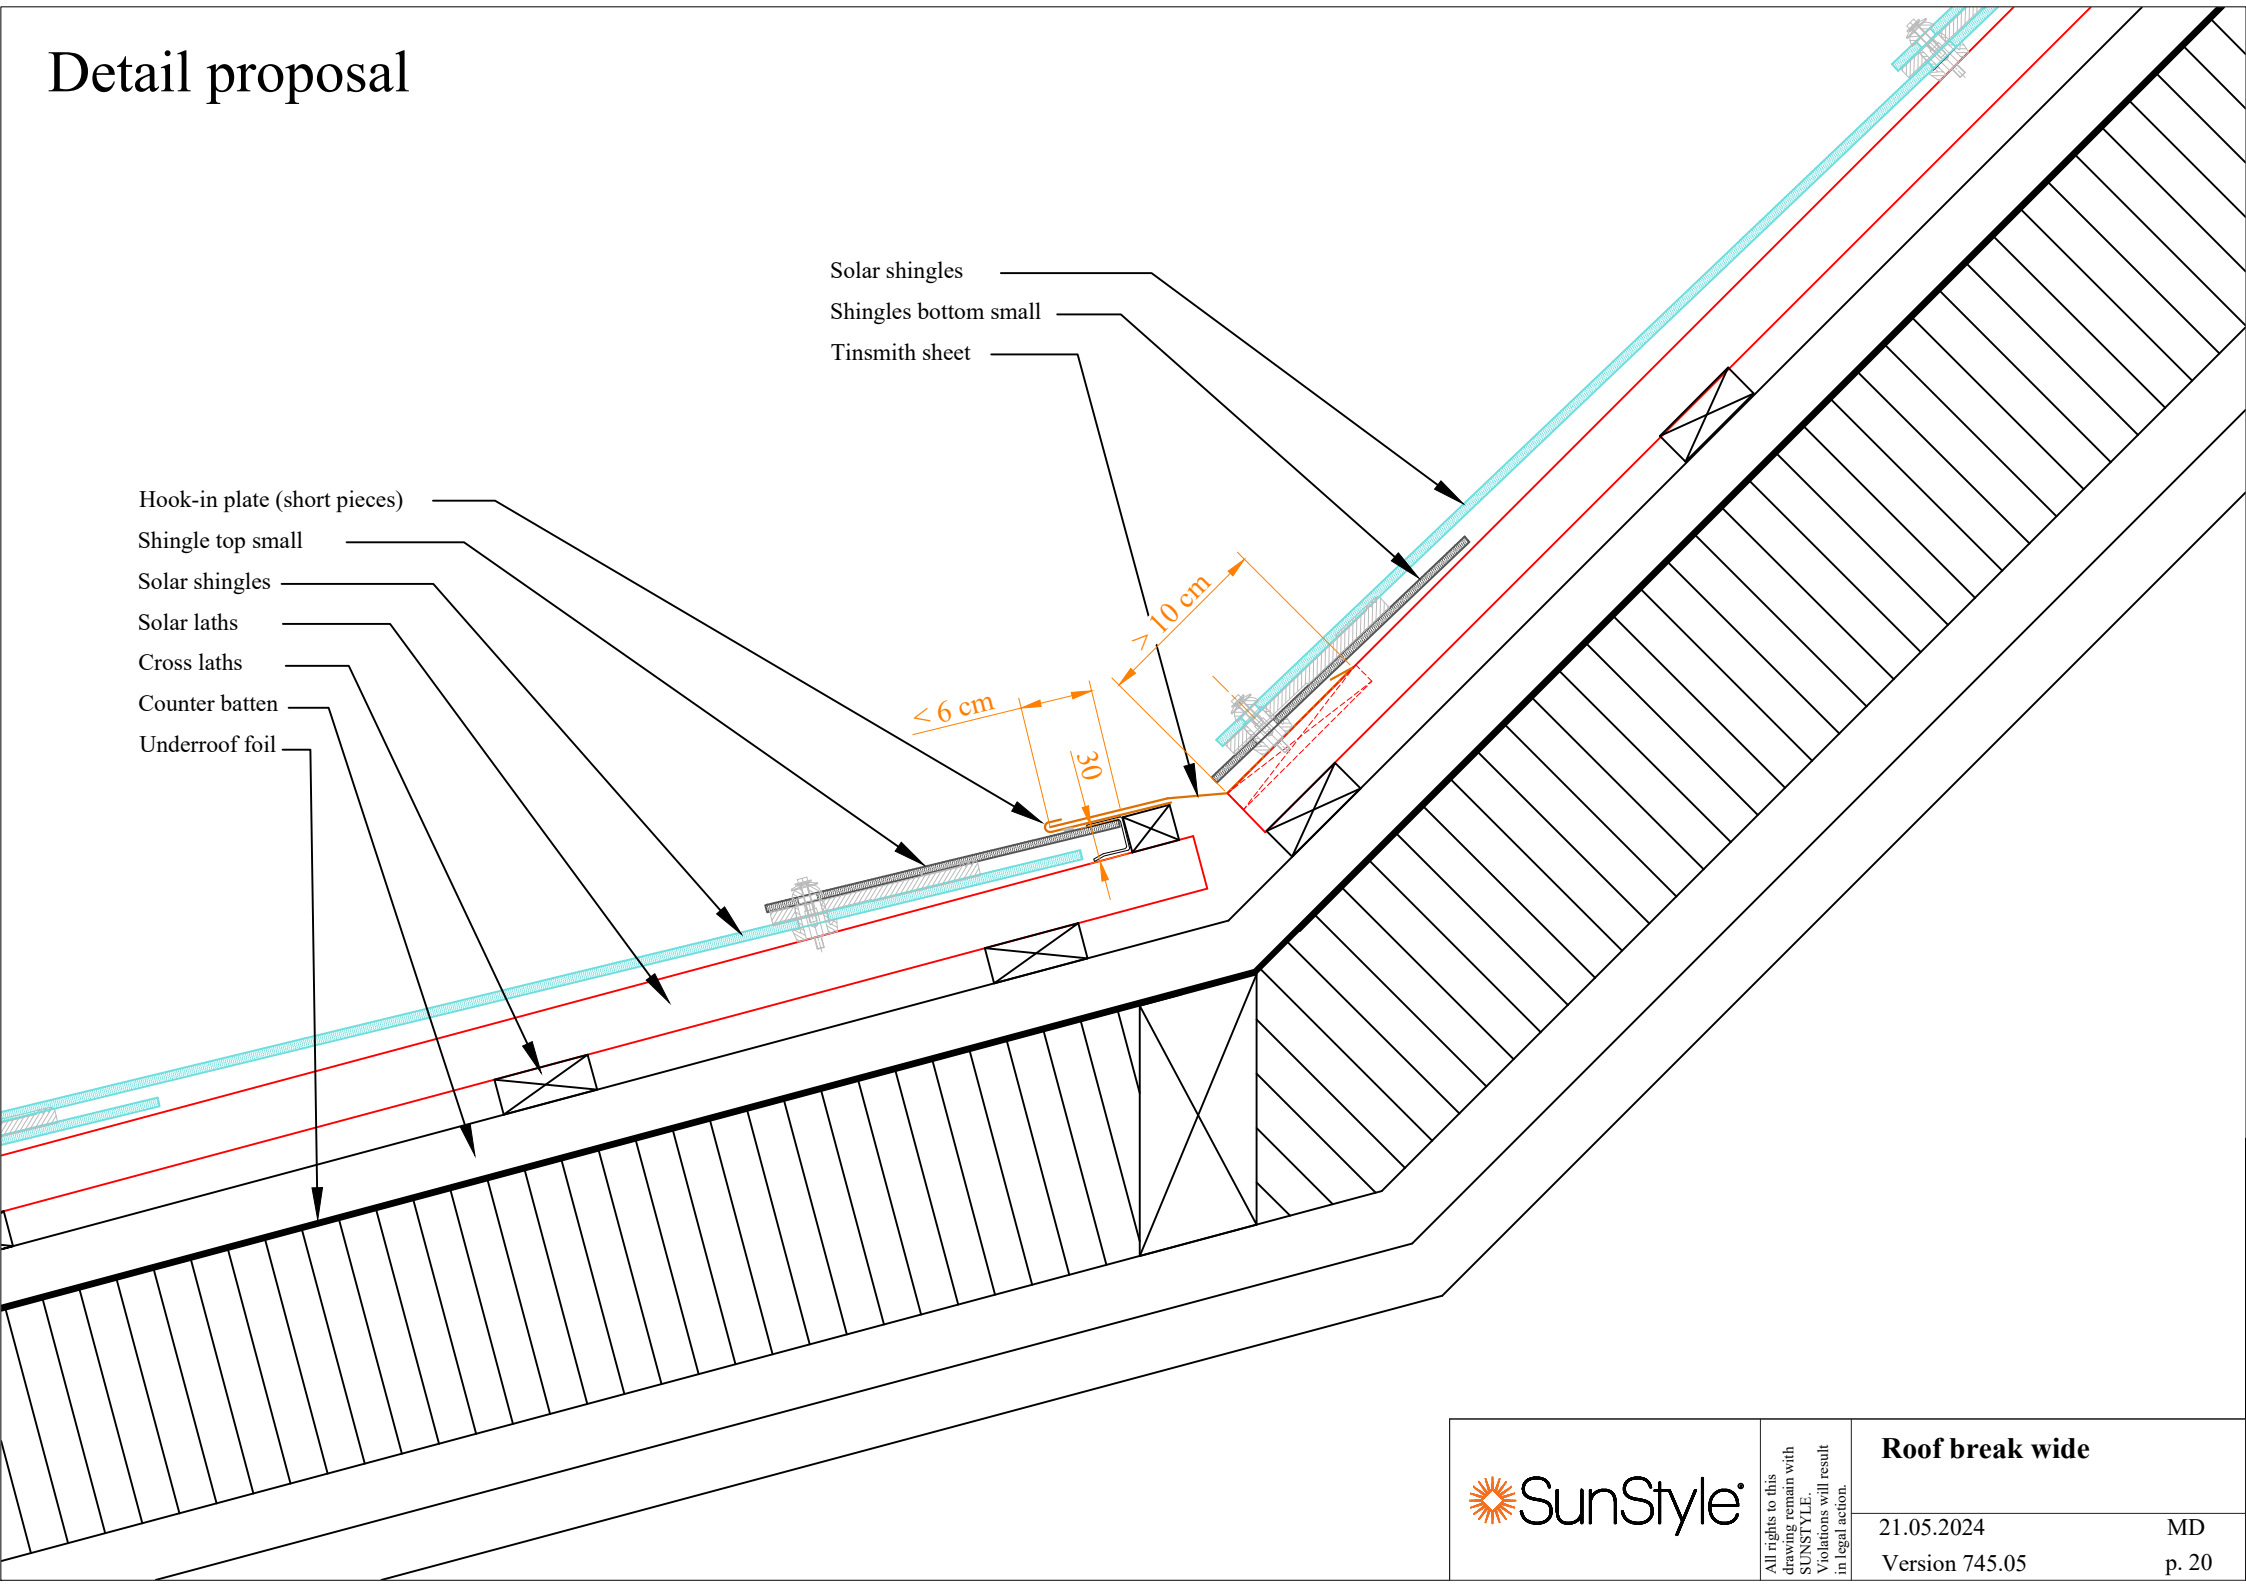 Detail proposal
Solar shingles
Shingles bottom small
Tinsmith sheet
Hook-in plate (short pieces)
Shingle top small
Solar shingles
Solar laths
Cross laths
Counter batten
Underroof foil
> 10 cm
< 6 cm
30
SunStyle
All rights to this
drawing remain with
SUNSTYLE.
Violations will result
in legal action.
Roof break wide
21.05.2024 MD
Version 745.05 p. 20